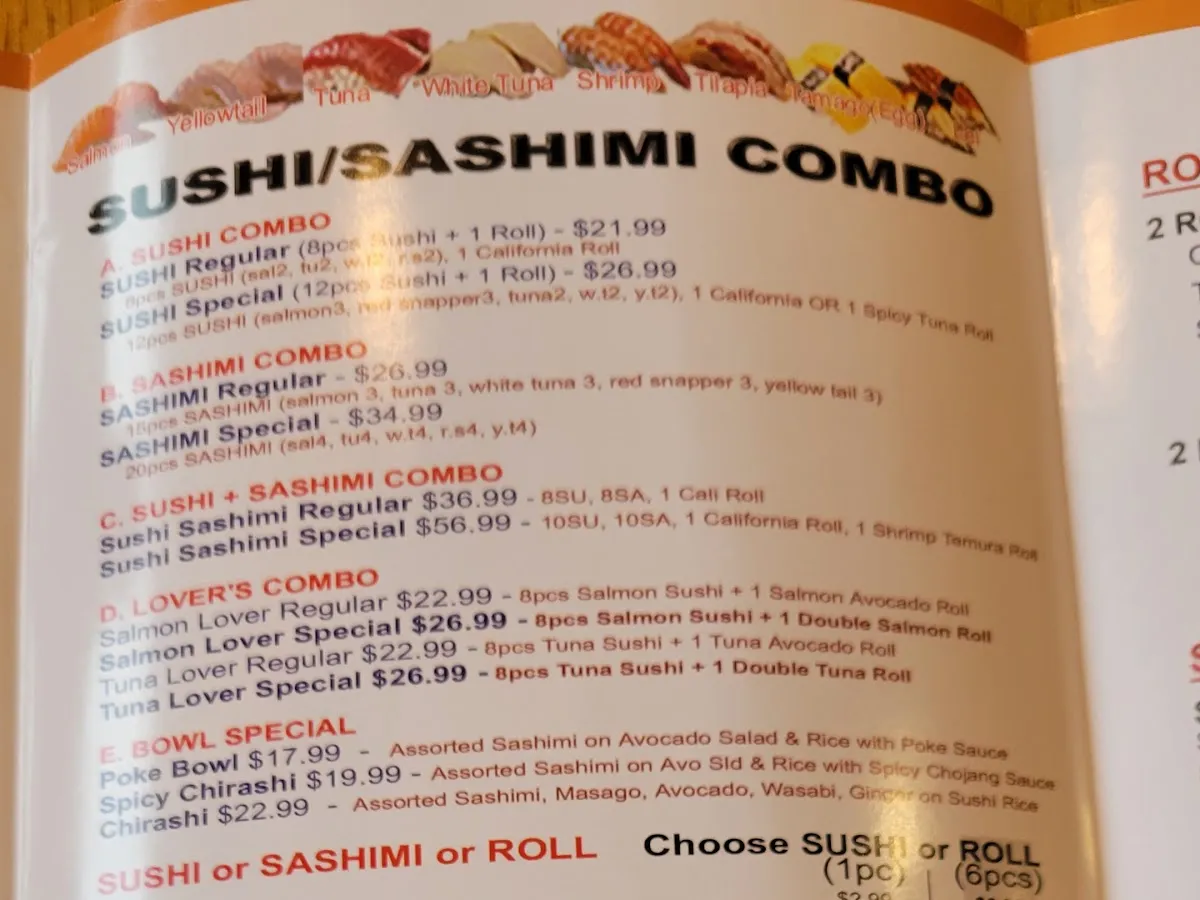 Salmon Yellowtail Tuna White Tuna Shrimp Tilapia Tamago(Egg) Eel
SUSHI/SASHIMI COMBO
A. SUSHI COMBO
SUSHI Regular (8pcs Sushi + 1 Roll) - $21.99
8pcs SUSHI (sal2, tu2, w.t2, r.s2), 1 California Roll
SUSHI Special (12pcs Sushi + 1 Roll) - $26.99
12pcs SUSHI (salmon3, red snapper3, tuna2, w.t2, y.t2), 1 California OR 1 Spicy Tuna Roll
B. SASHIMI COMBO
SASHIMI Regular - $26.99
15pcs SASHIMI (salmon 3, tuna 3, white tuna 3, red snapper 3, yellow tail 3)
SASHIMI Special - $34.99
20pcs SASHIMI (sal4, tu4, w.t4, r.s4, y.t4)
C. SUSHI + SASHIMI COMBO
Sushi Sashimi Regular $36.99 - 8SU, 8SA, 1 Cali Roll
Sushi Sashimi Special $56.99 - 10SU, 10SA, 1 California Roll, 1 Shrimp Temura Roll
D. LOVER'S COMBO
Salmon Lover Regular $22.99 - 8pcs Salmon Sushi + 1 Salmon Avocado Roll
Salmon Lover Special $26.99 - 8pcs Salmon Sushi + 1 Double Salmon Roll
Tuna Lover Regular $22.99 - 8pcs Tuna Sushi + 1 Tuna Avocado Roll
Tuna Lover Special $26.99 - 8pcs Tuna Sushi + 1 Double Tuna Roll
E. BOWL SPECIAL
Poke Bowl $17.99 - Assorted Sashimi on Avocado Salad & Rice with Poke Sauce
Spicy Chirashi $19.99 - Assorted Sashimi on Avo Sld & Rice with Spicy Chojang Sauce
Chirashi $22.99 - Assorted Sashimi, Masago, Avocado, Wasabi, Ginger on Sushi Rice
SUSHI or SASHIMI or ROLL
Choose SUSHI or ROLL
(1pc) (6pcs)
$2.99
RO
2 R
2